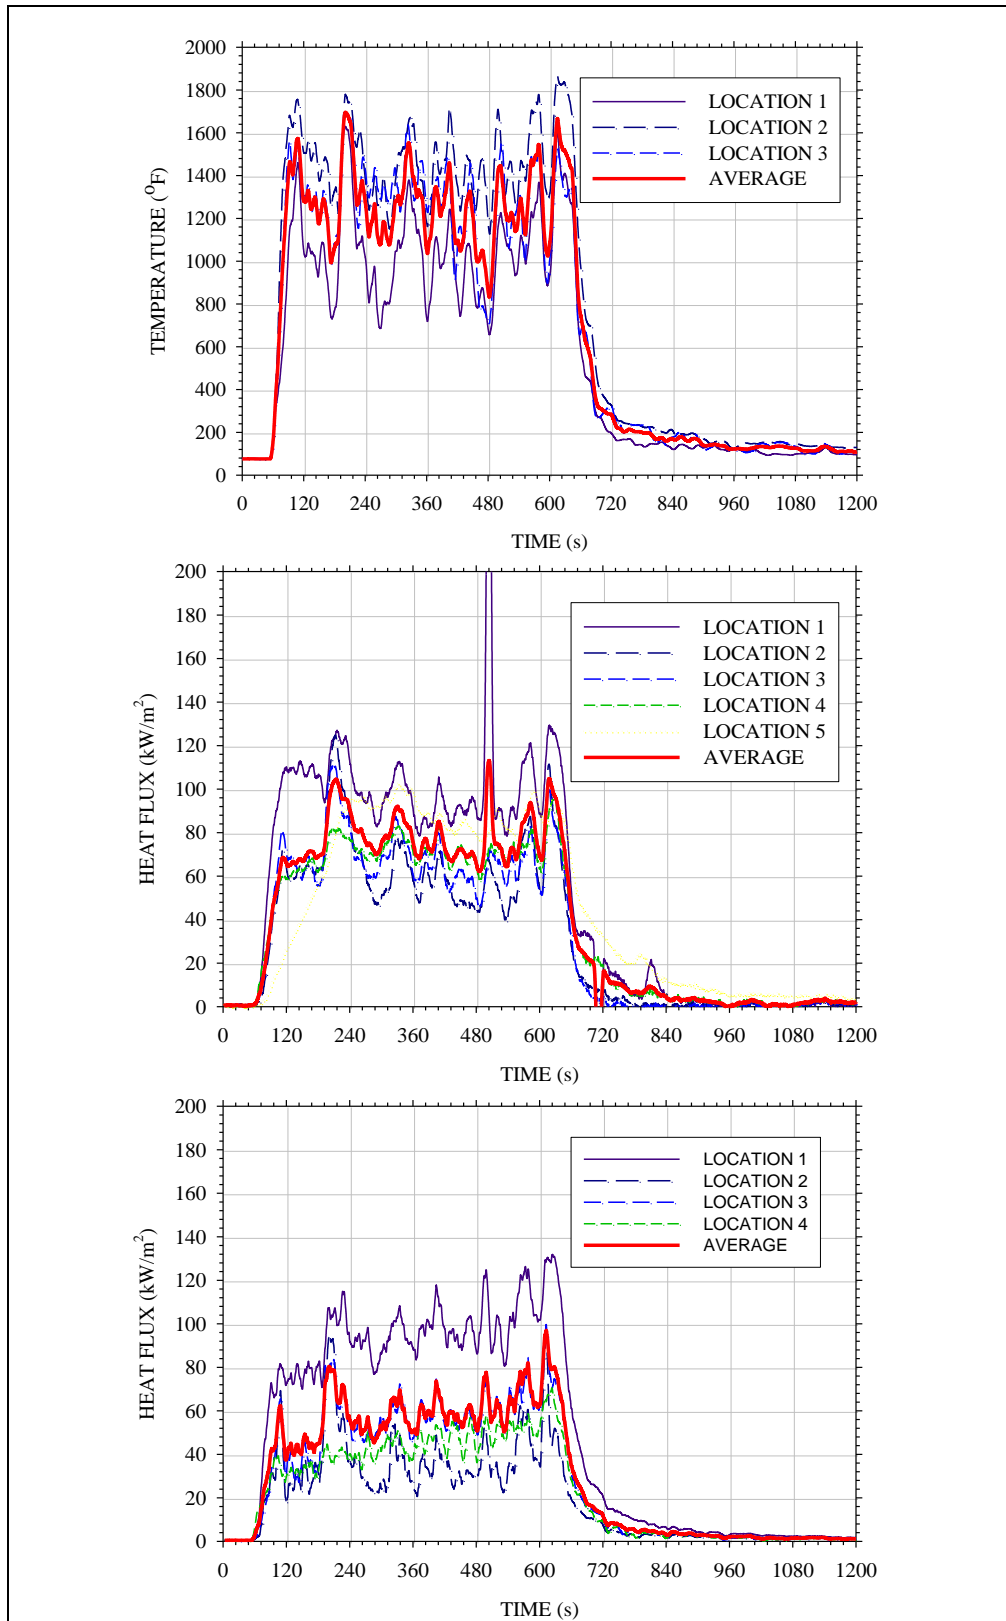 2000
1800
1600
1400
1200
1000
800
600
400
200
0
TEMPERATURE (°F)
LOCATION 1
LOCATION 2
LOCATION 3
AVERAGE
0 120 240 360 480 600 720 840 960 1080 1200
TIME (s)
200
180
160
140
120
100
80
60
40
20
0
HEAT FLUX (kW/m²)
LOCATION 1
LOCATION 2
LOCATION 3
LOCATION 4
LOCATION 5
AVERAGE
0 120 240 360 480 600 720 840 960 1080 1200
TIME (s)
200
180
160
140
120
100
80
60
40
20
0
HEAT FLUX (kW/m²)
LOCATION 1
LOCATION 2
LOCATION 3
LOCATION 4
AVERAGE
0 120 240 360 480 600 720 840 960 1080 1200
TIME (s)